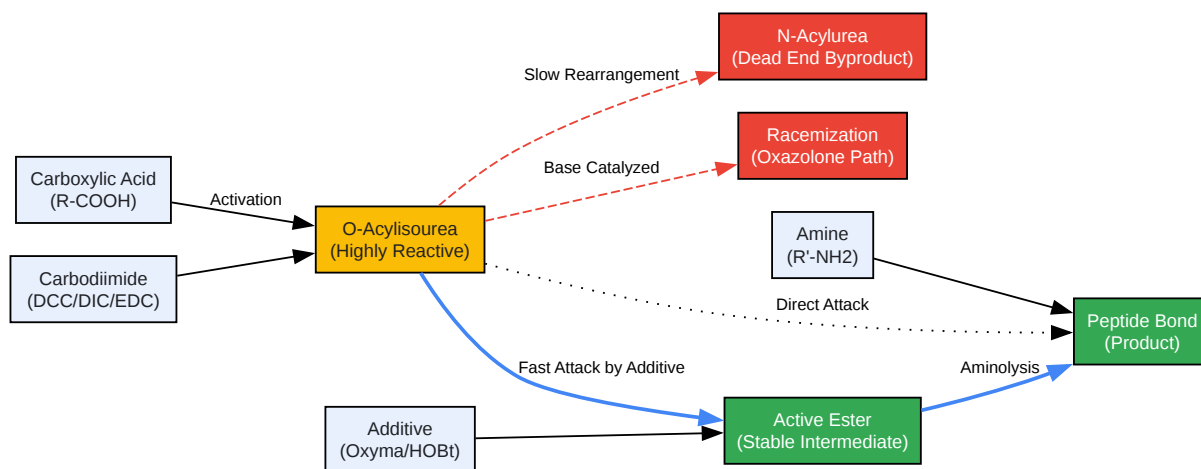 N-Acylurea
(Dead End Byproduct)
Slow Rearrangement
Racemization
(Oxazolone Path)
Base Catalyzed
Carboxylic Acid
(R-COOH)
Activation
O-Acylisourea
(Highly Reactive)
Amine
(R'-NH2)
Carbodiimide
(DCC/DIC/EDC)
Direct Attack
Peptide Bond
(Product)
Fast Attack by Additive
Aminolysis
Additive
(Oxyma/HOBt)
Active Ester
(Stable Intermediate)